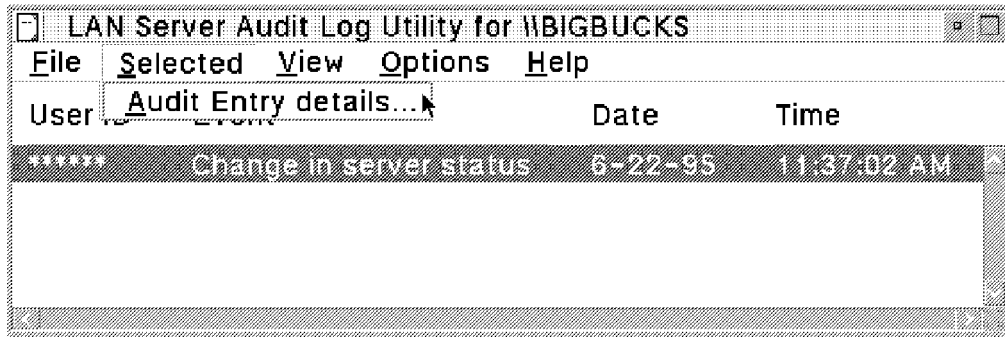 LAN Server Audit Log Utility for \\BIGBUCKS
File Selected View Options Help
Audit Entry details...
User Date Time
****** Change in server status 6-22-95 11:37:02 AM